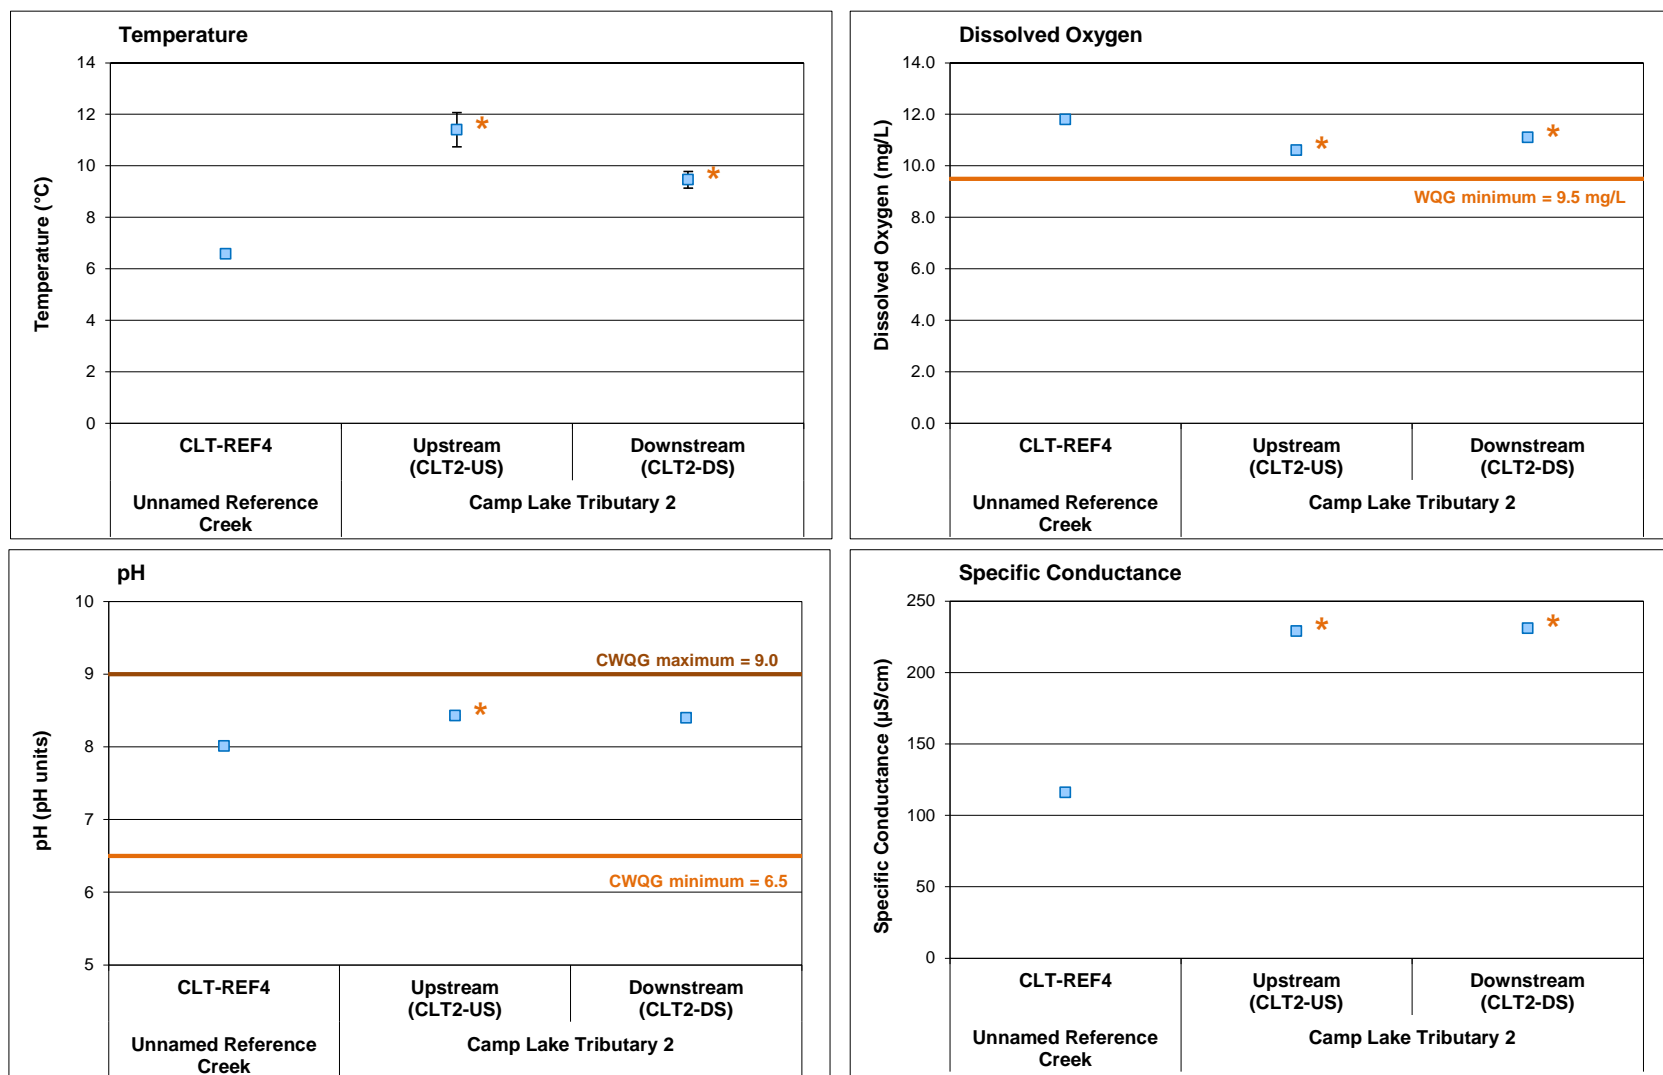 Temperature
14
12
10
8
6
4
2
0
Temperature (°C)
*
*
CLT-REF4
Upstream
(CLT2-US)
Downstream
(CLT2-DS)
Unnamed Reference
Creek
Camp Lake Tributary 2
Dissolved Oxygen
14.0
12.0
10.0
8.0
6.0
4.0
2.0
0.0
Dissolved Oxygen (mg/L)
*
*
WQG minimum = 9.5 mg/L
CLT-REF4
Upstream
(CLT2-US)
Downstream
(CLT2-DS)
Unnamed Reference
Creek
Camp Lake Tributary 2
pH
10
9
8
7
6
5
pH (pH units)
CWQG maximum = 9.0
*
CWQG minimum = 6.5
CLT-REF4
Upstream
(CLT2-US)
Downstream
(CLT2-DS)
Unnamed Reference
Creek
Camp Lake Tributary 2
Specific Conductance
250
200
150
100
50
0
Specific Conductance (µS/cm)
*
*
CLT-REF4
Upstream
(CLT2-US)
Downstream
(CLT2-DS)
Unnamed Reference
Creek
Camp Lake Tributary 2